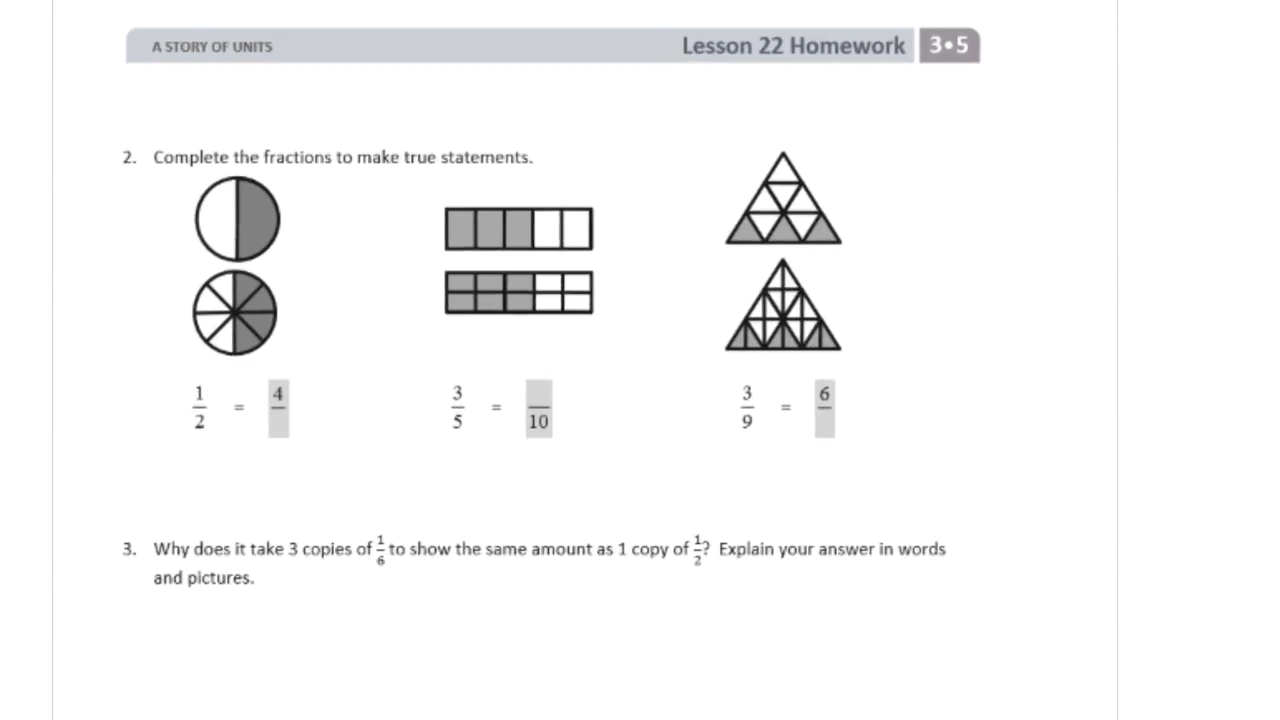 A STORY OF UNITS
Lesson 22 Homework 3•5
2. Complete the fractions to make true statements.
1/2 = 4/
3/5 = /10
3/9 = 6/
3. Why does it take 3 copies of 1/6 to show the same amount as 1 copy of 1/2? Explain your answer in words
and pictures.